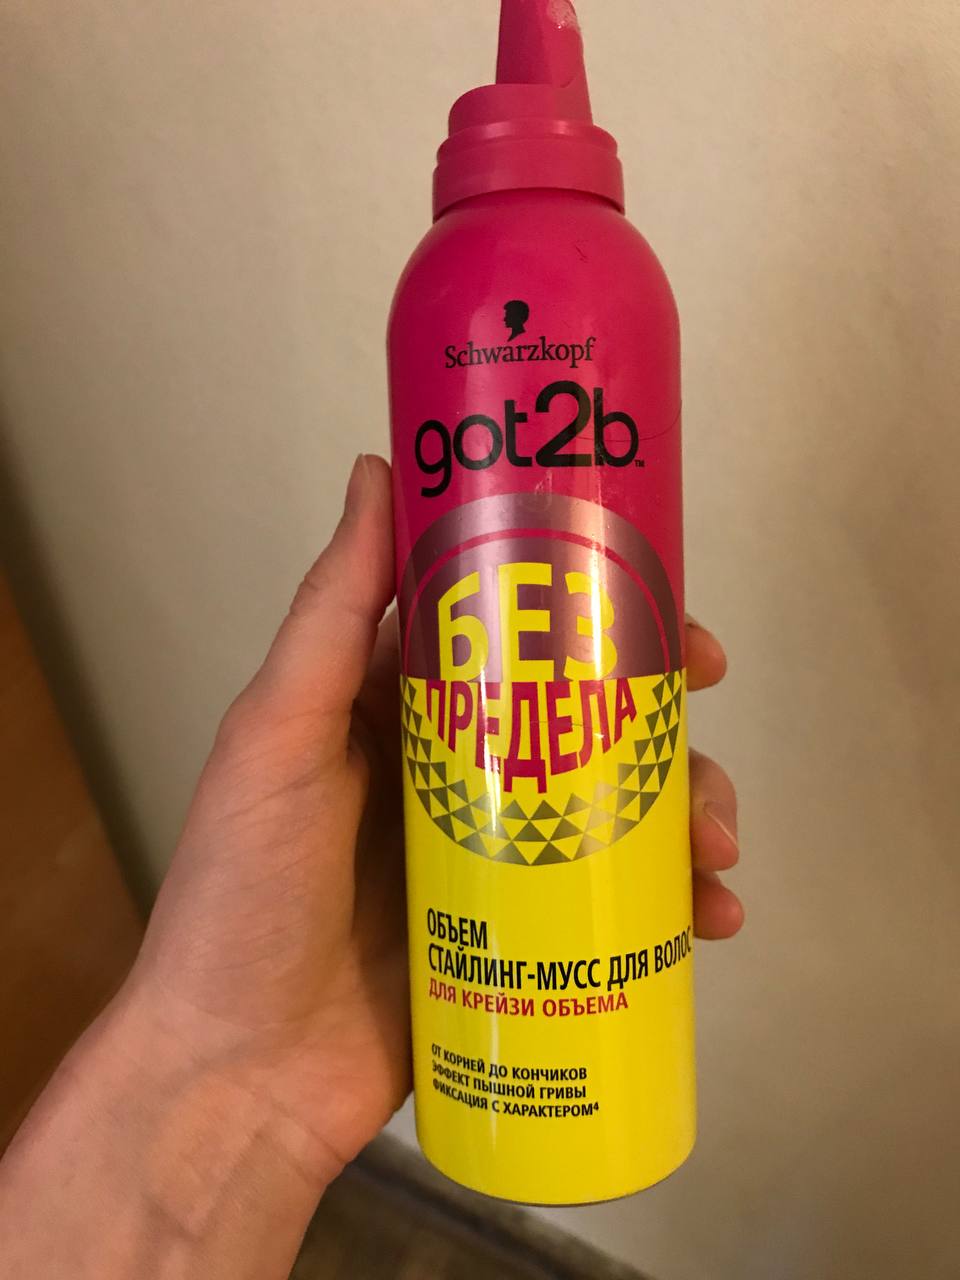 Schwarzkopf
got2b™
БЕЗ
ПРЕДЕЛА
ОБЪЕМ
СТАЙЛИНГ-МУСС ДЛЯ ВОЛОС
ДЛЯ КРЕЙЗИ ОБЪЕМА
ОТ КОРНЕЙ ДО КОНЧИКОВ
ЭФФЕКТ ПЫШНОЙ ГРИВЫ
ФИКСАЦИЯ С ХАРАКТЕРОМ⁴